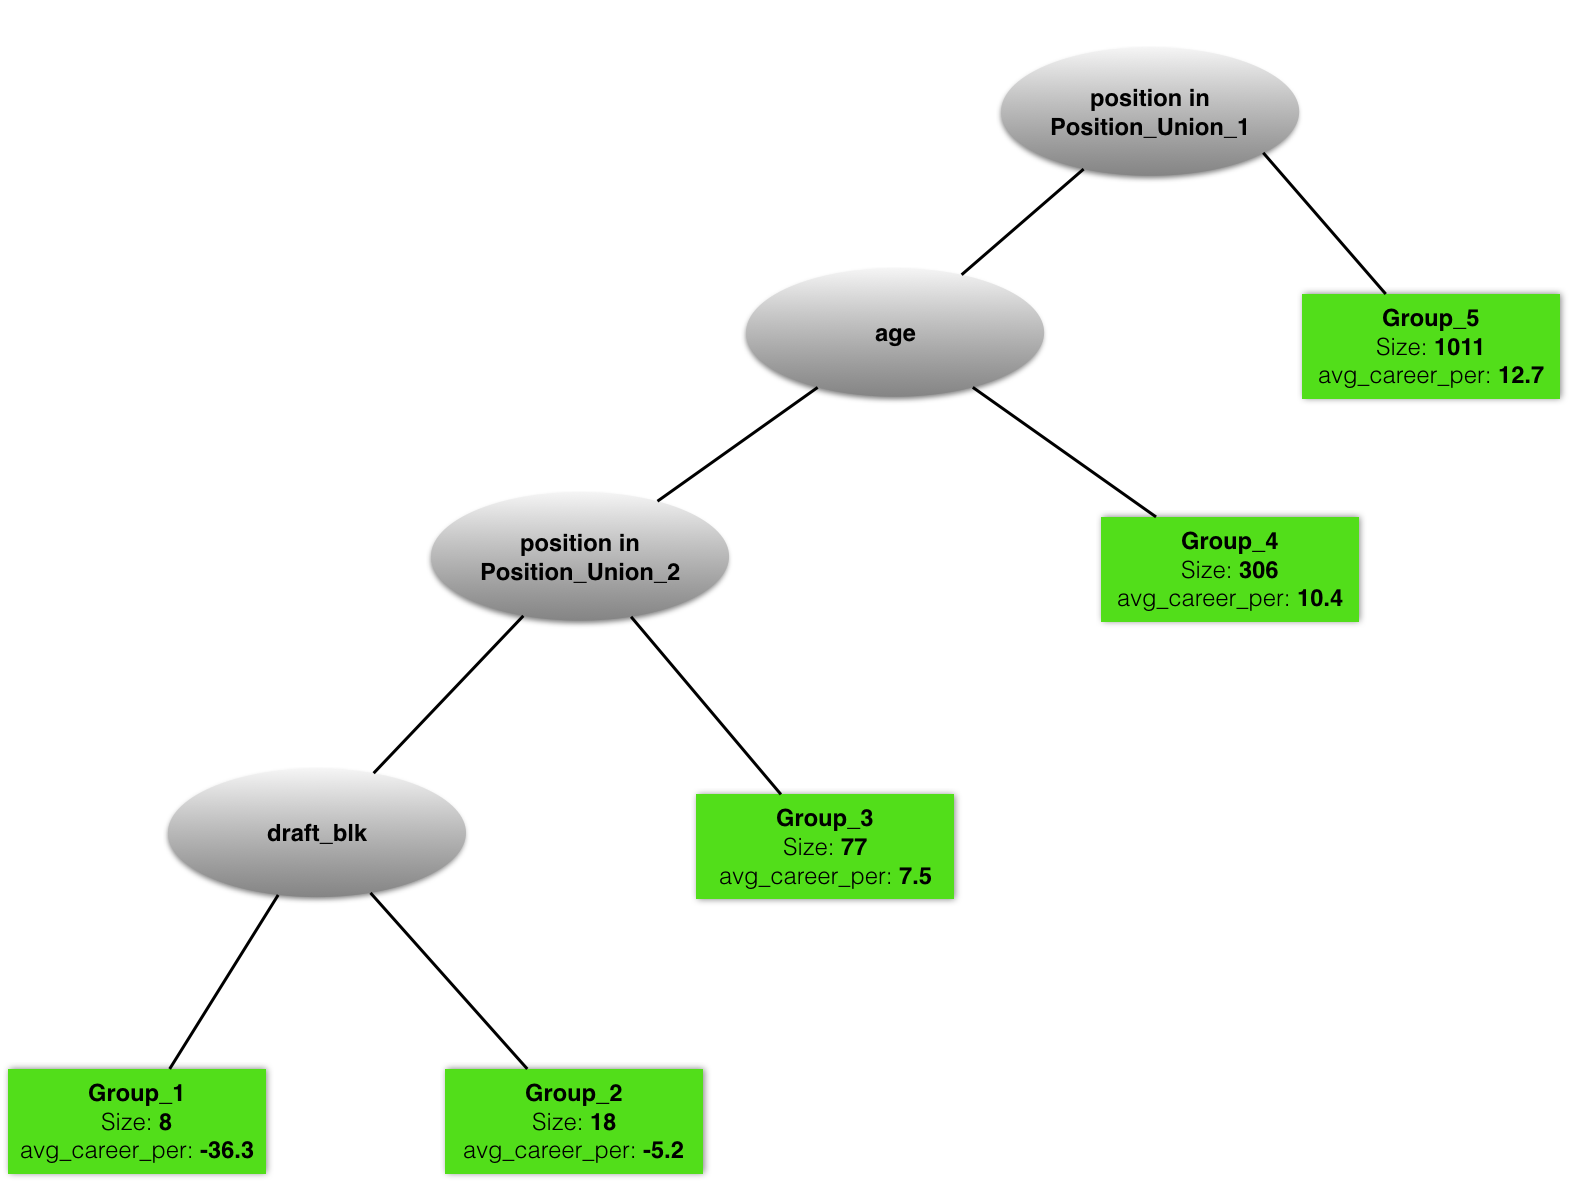 position in
Position_Union_1
age
Group_5
Size: 1011
avg_career_per: 12.7
position in
Position_Union_2
Group_4
Size: 306
avg_career_per: 10.4
draft_blk
Group_3
Size: 77
avg_career_per: 7.5
Group_1
Size: 8
avg_career_per: -36.3
Group_2
Size: 18
avg_career_per: -5.2